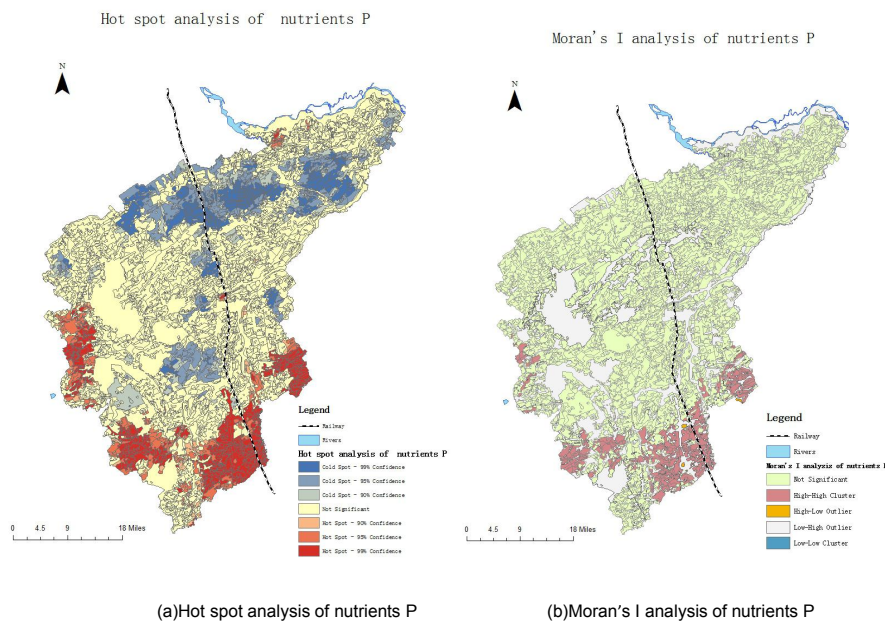 Hot spot analysis of nutrients P
N
Legend
Railway
Rivers
Hot spot analysis of nutrients P
Cold Spot - 99% Confidence
Cold Spot - 95% Confidence
Cold Spot - 90% Confidence
Not Significant
Hot Spot - 90% Confidence
Hot Spot - 95% Confidence
Hot Spot - 99% Confidence
0 4.5 9 18 Miles
(a)Hot spot analysis of nutrients P
Moran's I analysis of nutrients P
N
Legend
Railway
Rivers
Moran's I analysis of nutrients P
Not Significant
High-High Cluster
High-Low Outlier
Low-High Outlier
Low-Low Cluster
0 4.5 9 18 Miles
(b)Moran's I analysis of nutrients P